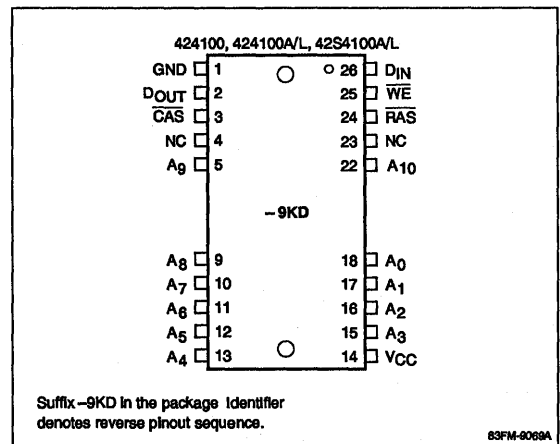 424100, 424100A/L, 42S4100A/L
GND 1 26 DIN
DOUT 2 25 WE
CAS 3 24 RAS
NC 4 23 NC
A9 5 22 A10
–9KD
A8 9 18 A0
A7 10 17 A1
A6 11 16 A2
A5 12 15 A3
A4 13 14 VCC
Suffix –9KD in the package identifier
denotes reverse pinout sequence.
83FM-9069A